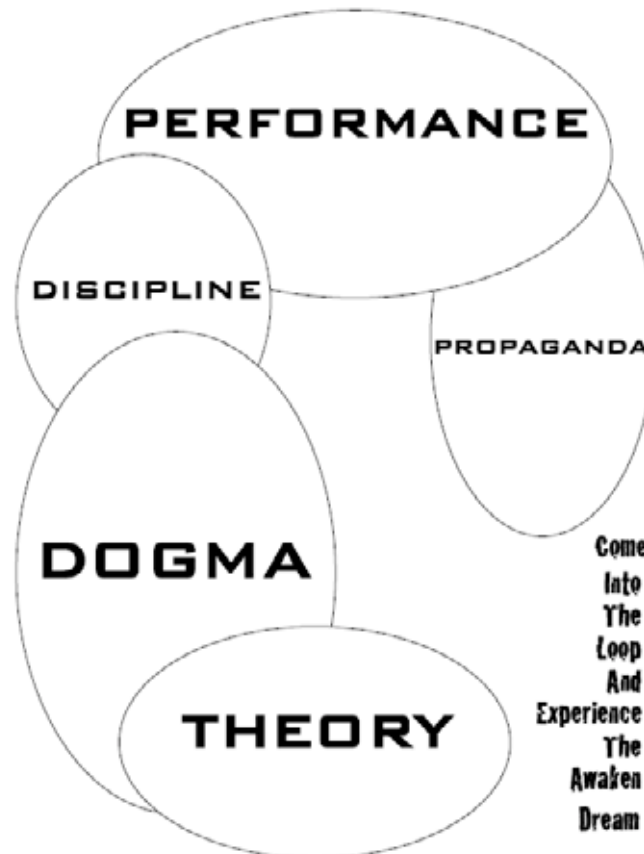 PERFORMANCE
DISCIPLINE
PROPAGANDA
DOGMA
THEORY
Come
Into
The
Loop
And
Experience
The
Awaken
Dream